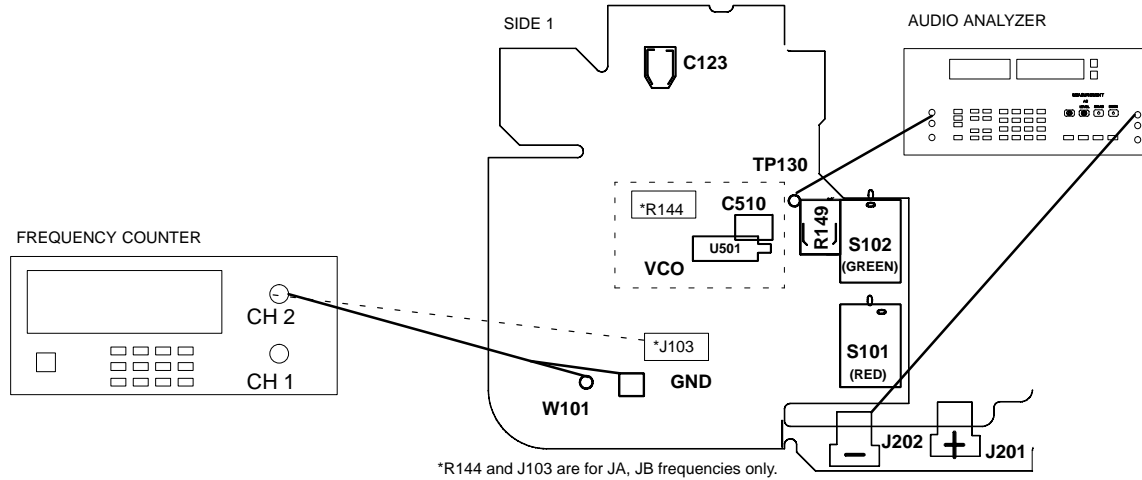 SIDE 1
AUDIO ANALYZER
C123
MEASUREMENT
TP130
*R144
C510
R149
U501
S102
(GREEN)
VCO
FREQUENCY COUNTER
CH 2
CH 1
*J103
GND
W101
S101
(RED)
J202
J201
*R144 and J103 are for JA, JB frequencies only.